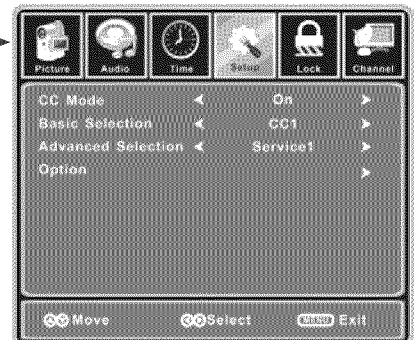 Picture Audio Time Setup Lock Channel
CC Mode On
Basic Selection CC1
Advanced Selection Service1
Option
Move Select MENU Exit